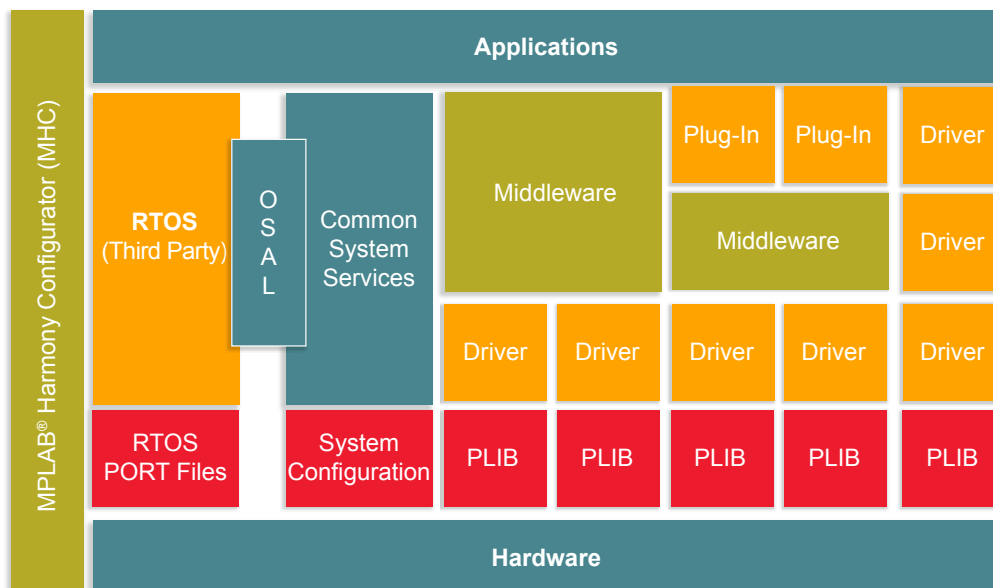 MPLAB® Harmony Configurator (MHC)
Applications
RTOS
(Third Party)
O
S
A
L
Common
System
Services
Middleware
Plug-In
Plug-In
Driver
Middleware
Driver
Driver
Driver
Driver
Driver
Driver
RTOS
PORT Files
System
Configuration
PLIB
PLIB
PLIB
PLIB
PLIB
Hardware